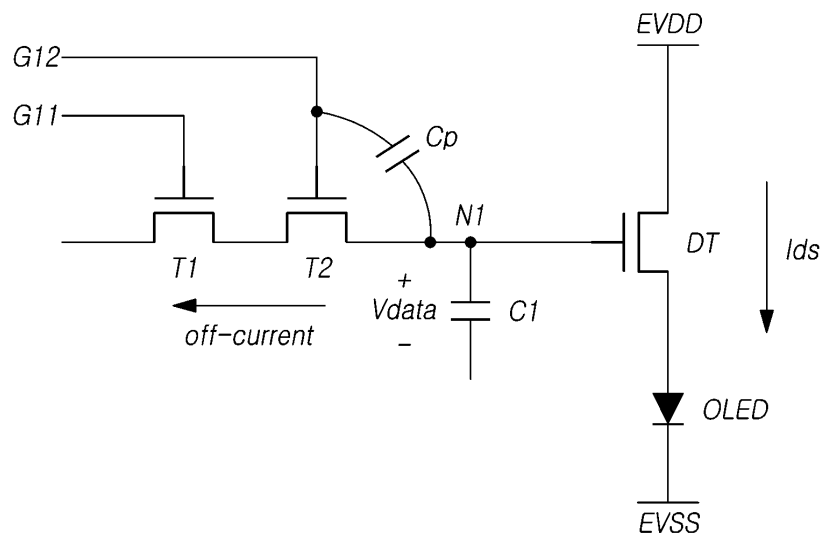 EVDD
G12
G11
Cp
N1
DT
Ids
T1
T2
+
Vdata
-
C1
off-current
OLED
EVSS